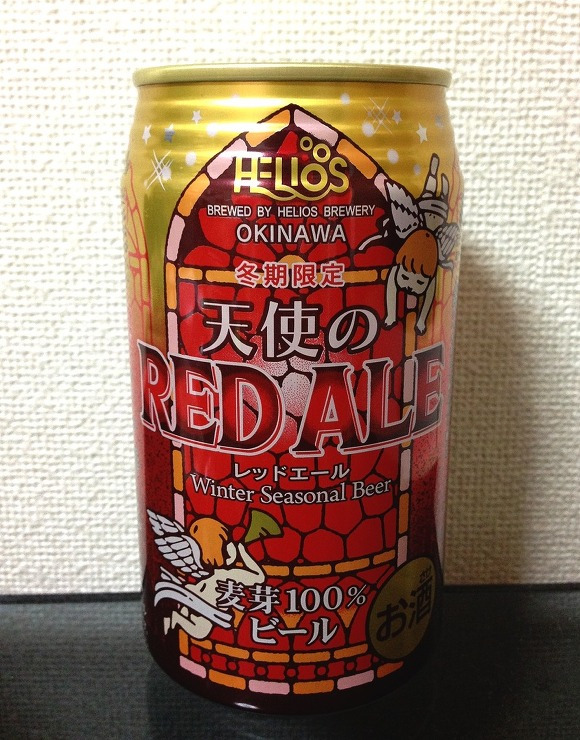 HELIOS
BREWED BY HELIOS BREWERY
OKINAWA
冬期限定
天使の
RED ALE
レッドエール
Winter Seasonal Beer
麦芽100%
ビール
お酒